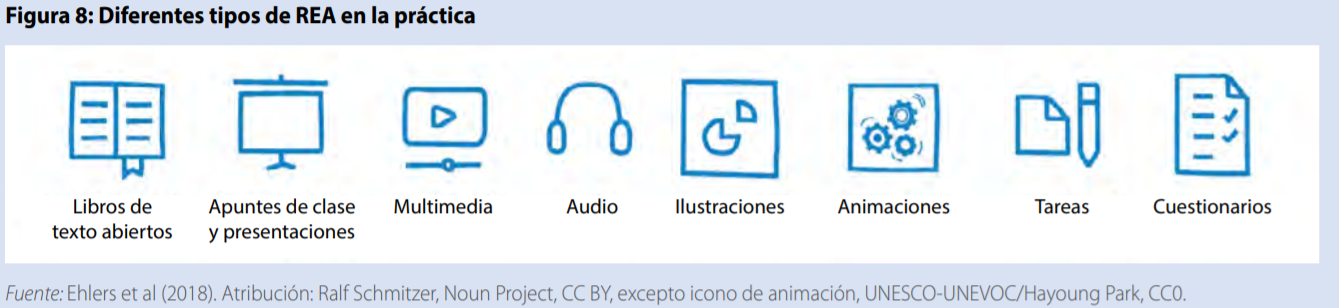 Figura 8: Diferentes tipos de REA en la práctica
Libros de
texto abiertos
Apuntes de clase
y presentaciones
Multimedia
Audio
Ilustraciones
Animaciones
Tareas
Cuestionarios
Fuente: Ehlers et al (2018). Atribución: Ralf Schmitzer, Noun Project, CC BY, excepto icono de animación, UNESCO-UNEVOC/Hayoung Park, CC0.